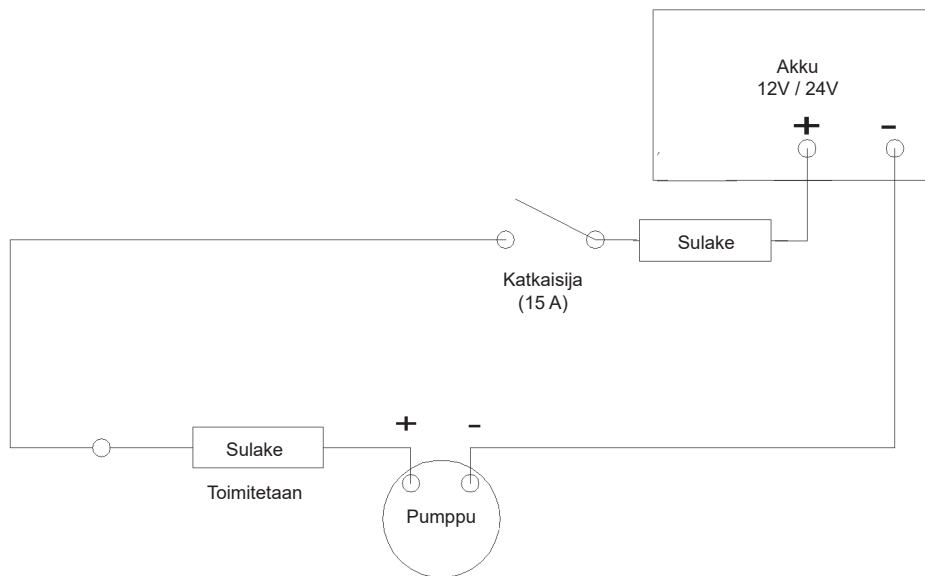 Akku
12V / 24V
+ -
Sulake
Katkaisija
(15 A)
+ -
Sulake
Toimitetaan
Pumppu